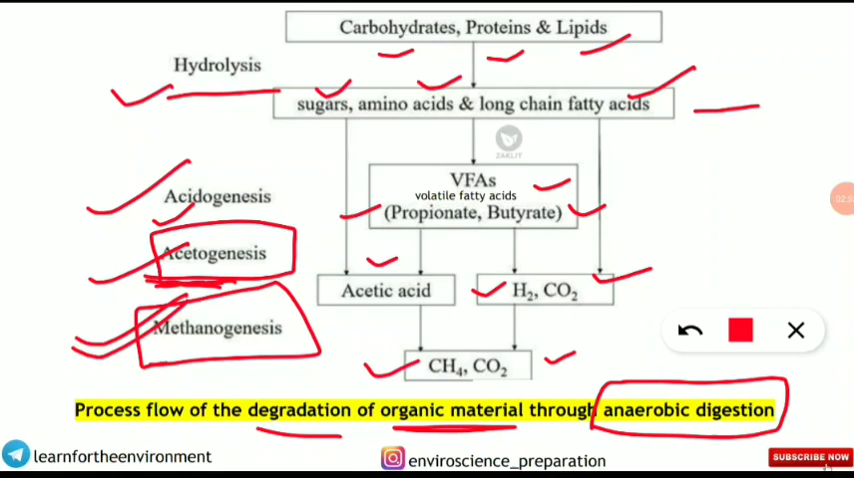 Carbohydrates, Proteins & Lipids
Hydrolysis
sugars, amino acids & long chain fatty acids
ZAKLIT
VFAs
volatile fatty acids
(Propionate, Butyrate)
Acidogenesis
Acetogenesis
Acetic acid
H₂, CO₂
Methanogenesis
CH₄, CO₂
Process flow of the degradation of organic material through anaerobic digestion
learnfortheenvironment
enviroscience_preparation
SUBSCRIBE NOW